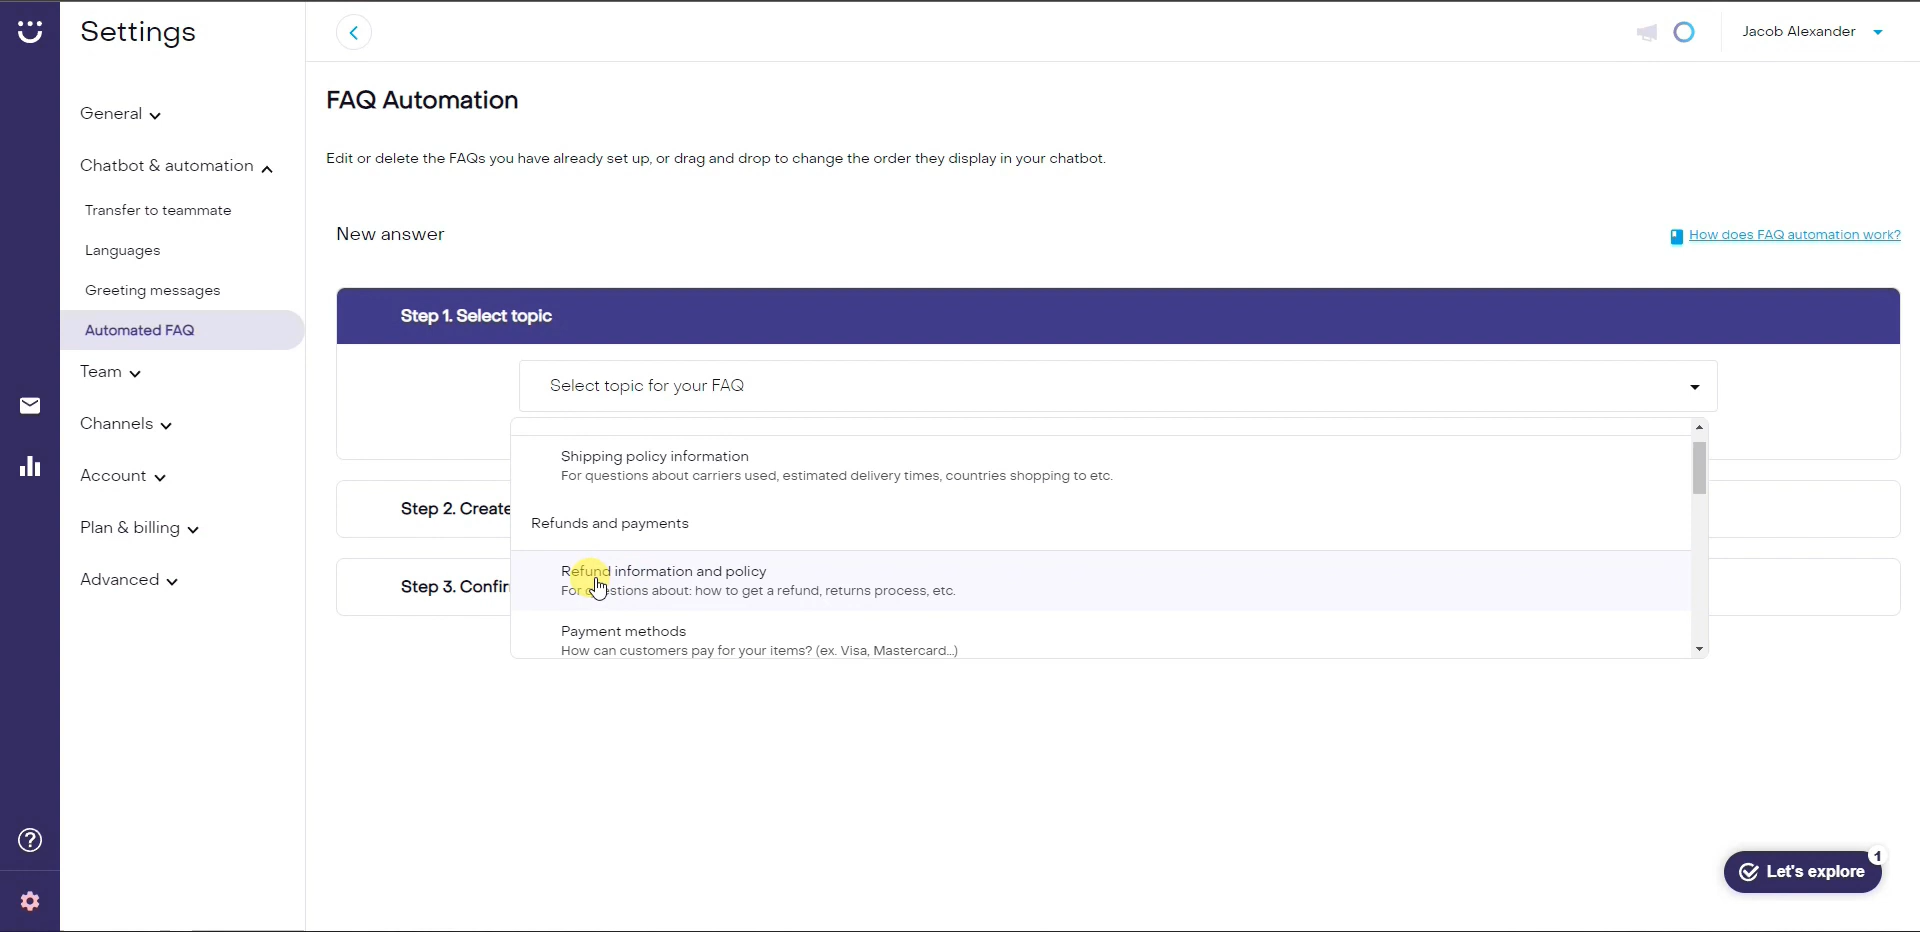 Settings
Jacob Alexander
General
FAQ Automation
Chatbot & automation
Edit or delete the FAQs you have already set up, or drag and drop to change the order they display in your chatbot.
Transfer to teammate
Languages
New answer
How does FAQ automation work?
Greeting messages
Automated FAQ
Step 1. Select topic
Team
Select topic for your FAQ
Channels
Shipping policy information
For questions about carriers used, estimated delivery times, countries shopping to etc.
Account
Step 2. Create
Plan & billing
Refunds and payments
Advanced
Step 3. Confir
Refund information and policy
For questions about: how to get a refund, returns process, etc.
Payment methods
How can customers pay for your items? (ex. Visa, Mastercard...)
1
Let's explore